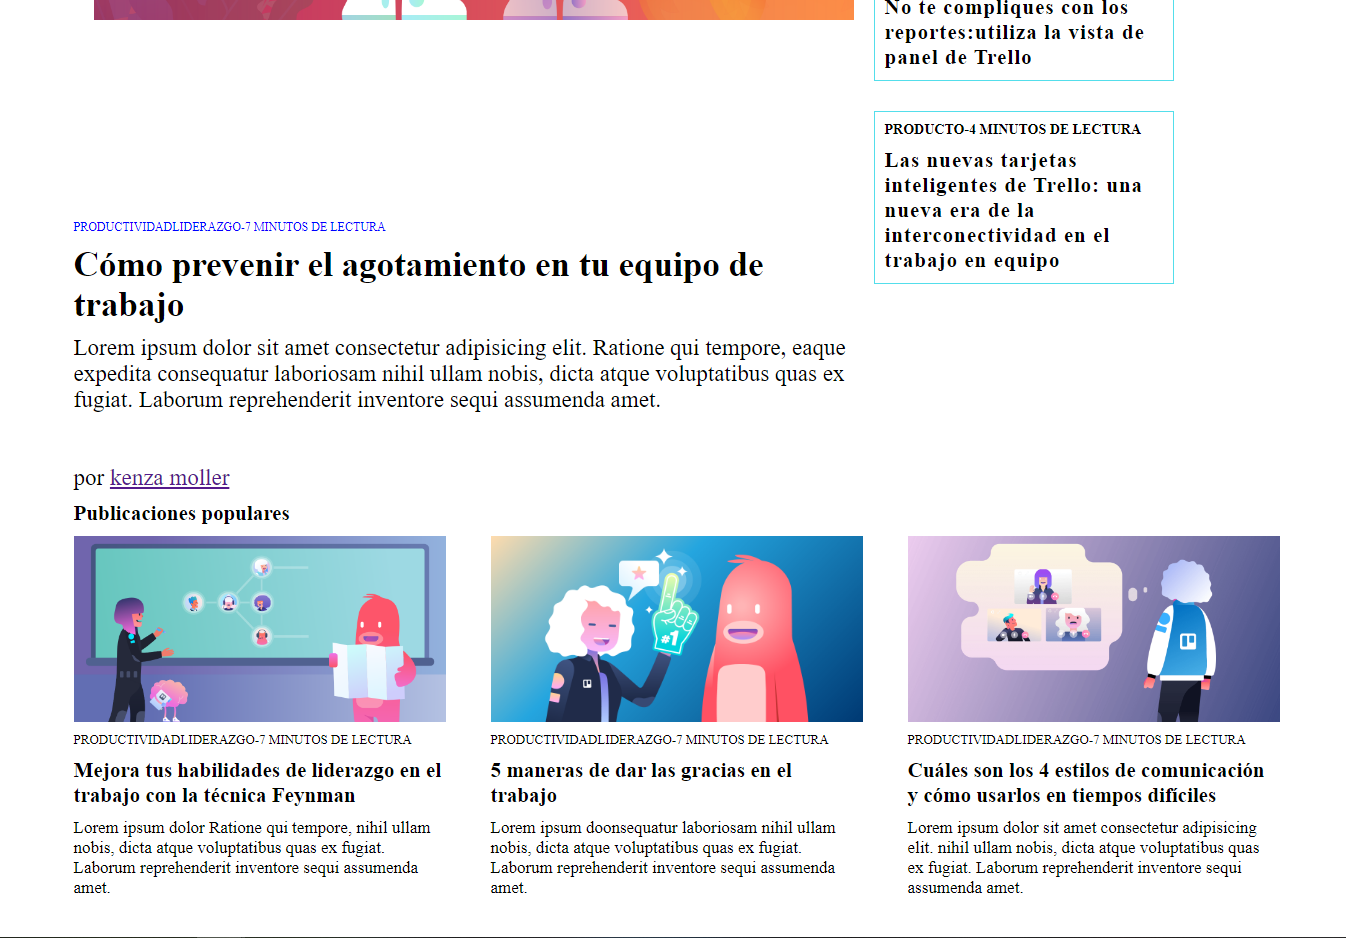 No te compliques con los
reportes:utiliza la vista de
panel de Trello
PRODUCTO-4 MINUTOS DE LECTURA
Las nuevas tarjetas
inteligentes de Trello: una
nueva era de la
interconectividad en el
trabajo en equipo
PRODUCTIVIDADLIDERAZGO-7 MINUTOS DE LECTURA
Cómo prevenir el agotamiento en tu equipo de
trabajo
Lorem ipsum dolor sit amet consectetur adipisicing elit. Ratione qui tempore, eaque
expedita consequatur laboriosam nihil ullam nobis, dicta atque voluptatibus quas ex
fugiat. Laborum reprehenderit inventore sequi assumenda amet.
por kenza moller
Publicaciones populares
#1
PRODUCTIVIDADLIDERAZGO-7 MINUTOS DE LECTURA
Mejora tus habilidades de liderazgo en el
trabajo con la técnica Feynman
Lorem ipsum dolor Ratione qui tempore, nihil ullam
nobis, dicta atque voluptatibus quas ex fugiat.
Laborum reprehenderit inventore sequi assumenda
amet.
PRODUCTIVIDADLIDERAZGO-7 MINUTOS DE LECTURA
5 maneras de dar las gracias en el
trabajo
Lorem ipsum doonsequatur laboriosam nihil ullam
nobis, dicta atque voluptatibus quas ex fugiat.
Laborum reprehenderit inventore sequi assumenda
amet.
PRODUCTIVIDADLIDERAZGO-7 MINUTOS DE LECTURA
Cuáles son los 4 estilos de comunicación
y cómo usarlos en tiempos difíciles
Lorem ipsum dolor sit amet consectetur adipisicing
elit. nihil ullam nobis, dicta atque voluptatibus quas
ex fugiat. Laborum reprehenderit inventore sequi
assumenda amet.